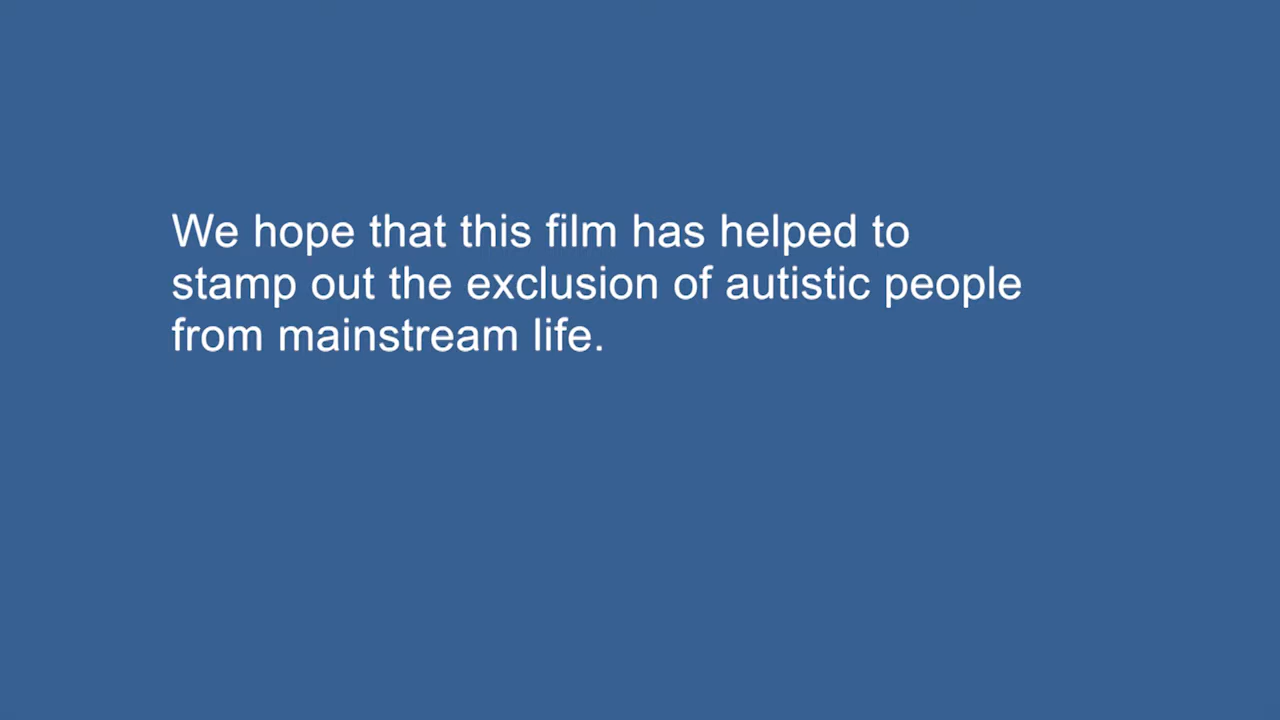 We hope that this film has helped to
stamp out the exclusion of autistic people
from mainstream life.